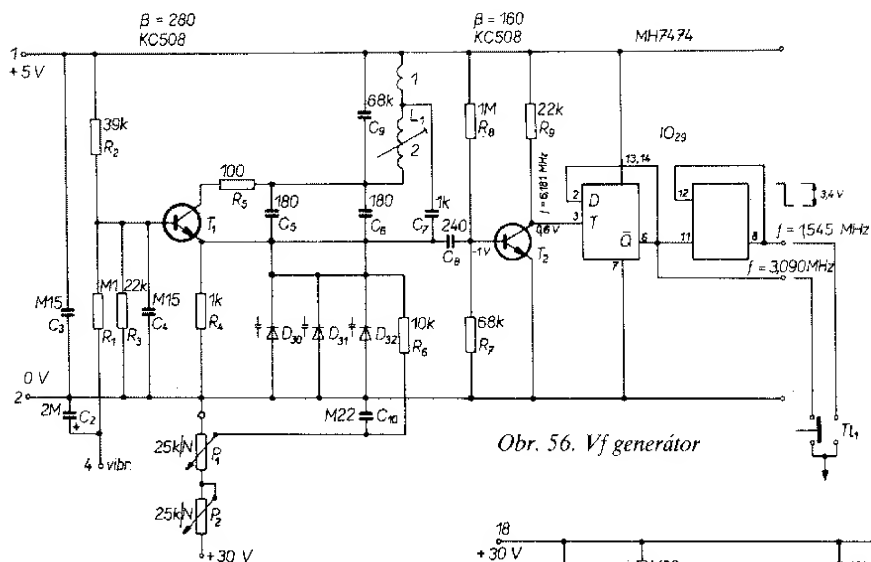 β = 280
KC508
β = 160
KC508
MH7474
1
+5 V
39k
R2
68k
C9
1
L1
2
1M
R8
22k
R9
f = 6,181 MHz
IO29
13,14
100
R5
T1
180
C5
180
C6
1k
C7
240
C8
-1V
T2
2
D
3
T
Q̅
6
7
12
11
8
3,4 V
f = 1,545 MHz
f = 3,090 MHz
M15
C3
M1
R1
22k
R3
M15
C4
1k
R4
D30
D31
D32
10k
R6
68k
R7
0 V
2
2M
C2
+
M22
C10
4
vibr.
25k/N
P1
25k/N
P2
+30 V
Obr. 56. Vf generátor
Tl1
18
+30 V